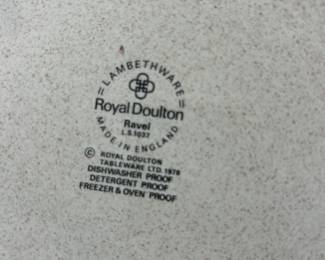 = LAMBETHWARE =
Royal Doulton
Ravel
L.S.1037
MADE IN ENGLAND
© ROYAL DOULTON
TABLEWARE LTD. 1978
DISHWASHER PROOF
DETERGENT PROOF
FREEZER & OVEN PROOF